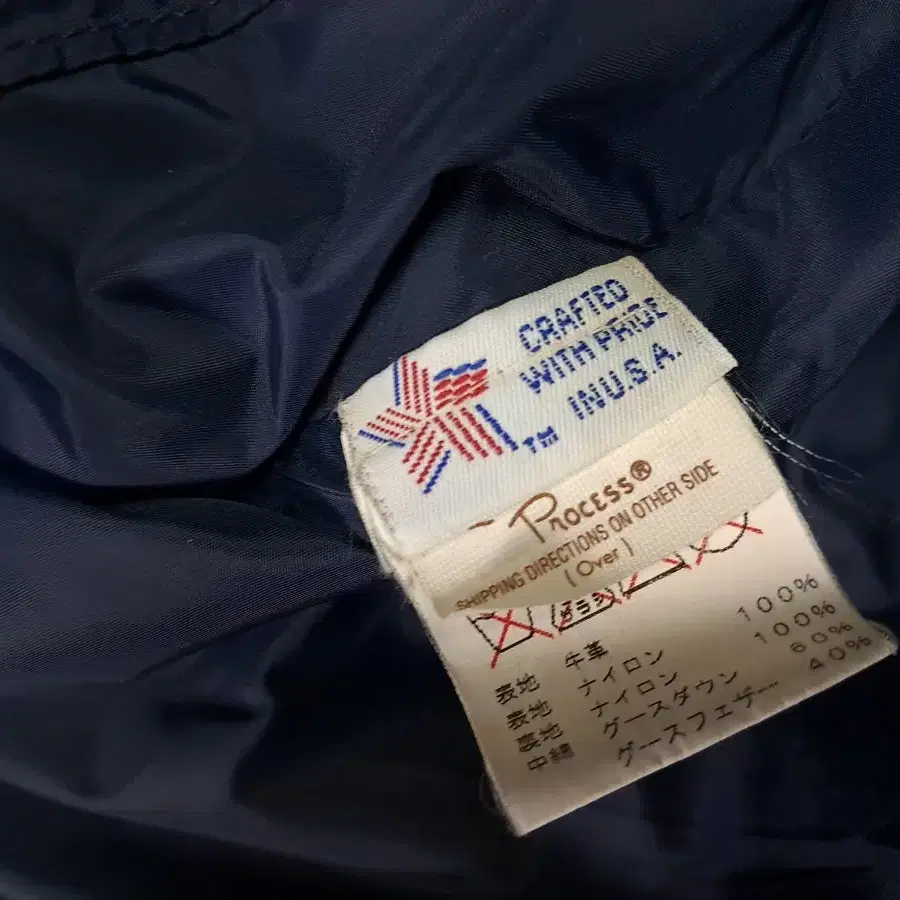 CRAFTED
WITH PRIDE
IN U.S.A.
TM
PROCESS®
SHIPPING DIRECTIONS ON OTHER SIDE
(Over)
表地 牛革
表地 ナイロン 100%
裏地 ナイロン 100%
中綿 グースダウン 60%
グースフェザー 40%